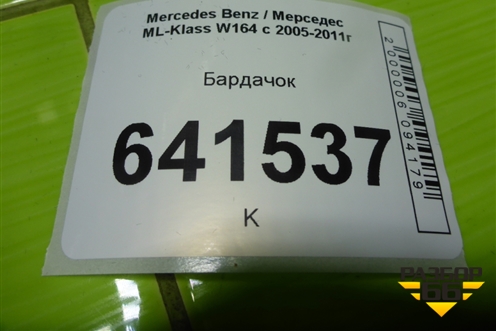 Mercedes Benz / Мерседес
ML-Klass W164 с 2005-2011г
Бардачок
641537
К
2000006094179
РАЗБОР
66